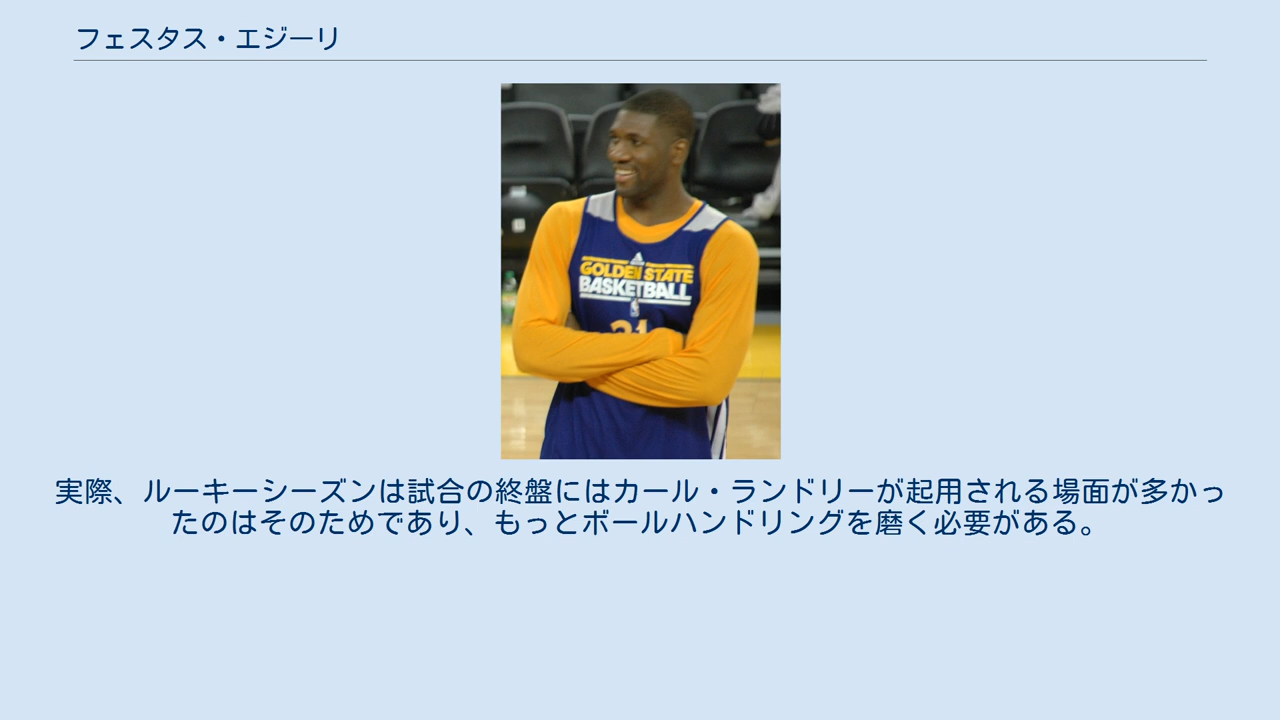 フェスタス・エジーリ
GOLDEN STATE
BASKETBALL
31
実際、ルーキーシーズンは試合の終盤にはカール・ランドリーが起用される場面が多かっ
たのはそのためであり、もっとボールハンドリングを磨く必要がある。